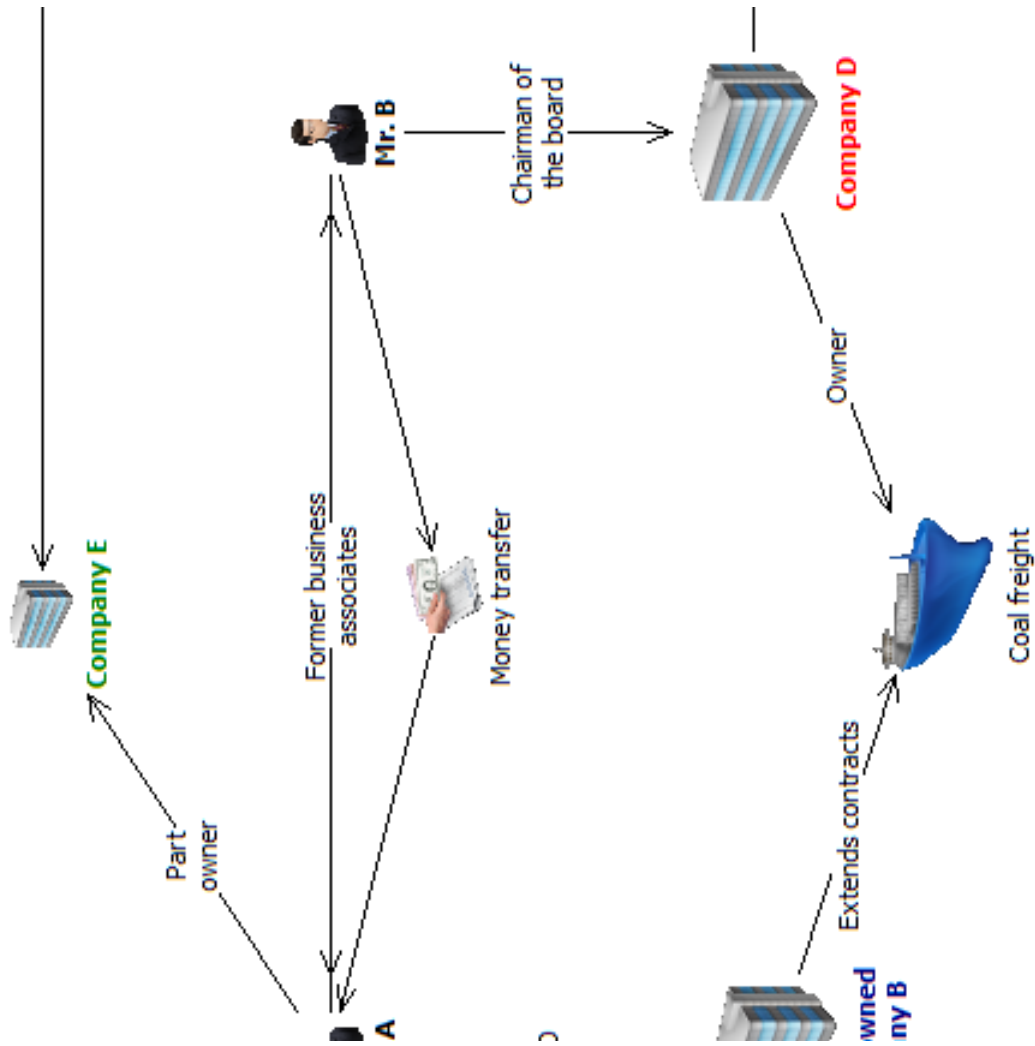 Company E
Part
owner
Former business
associates
Mr. B
A
Money transfer
Chairman of
the board
Company D
Owner
Extends contracts
Coal freight
B